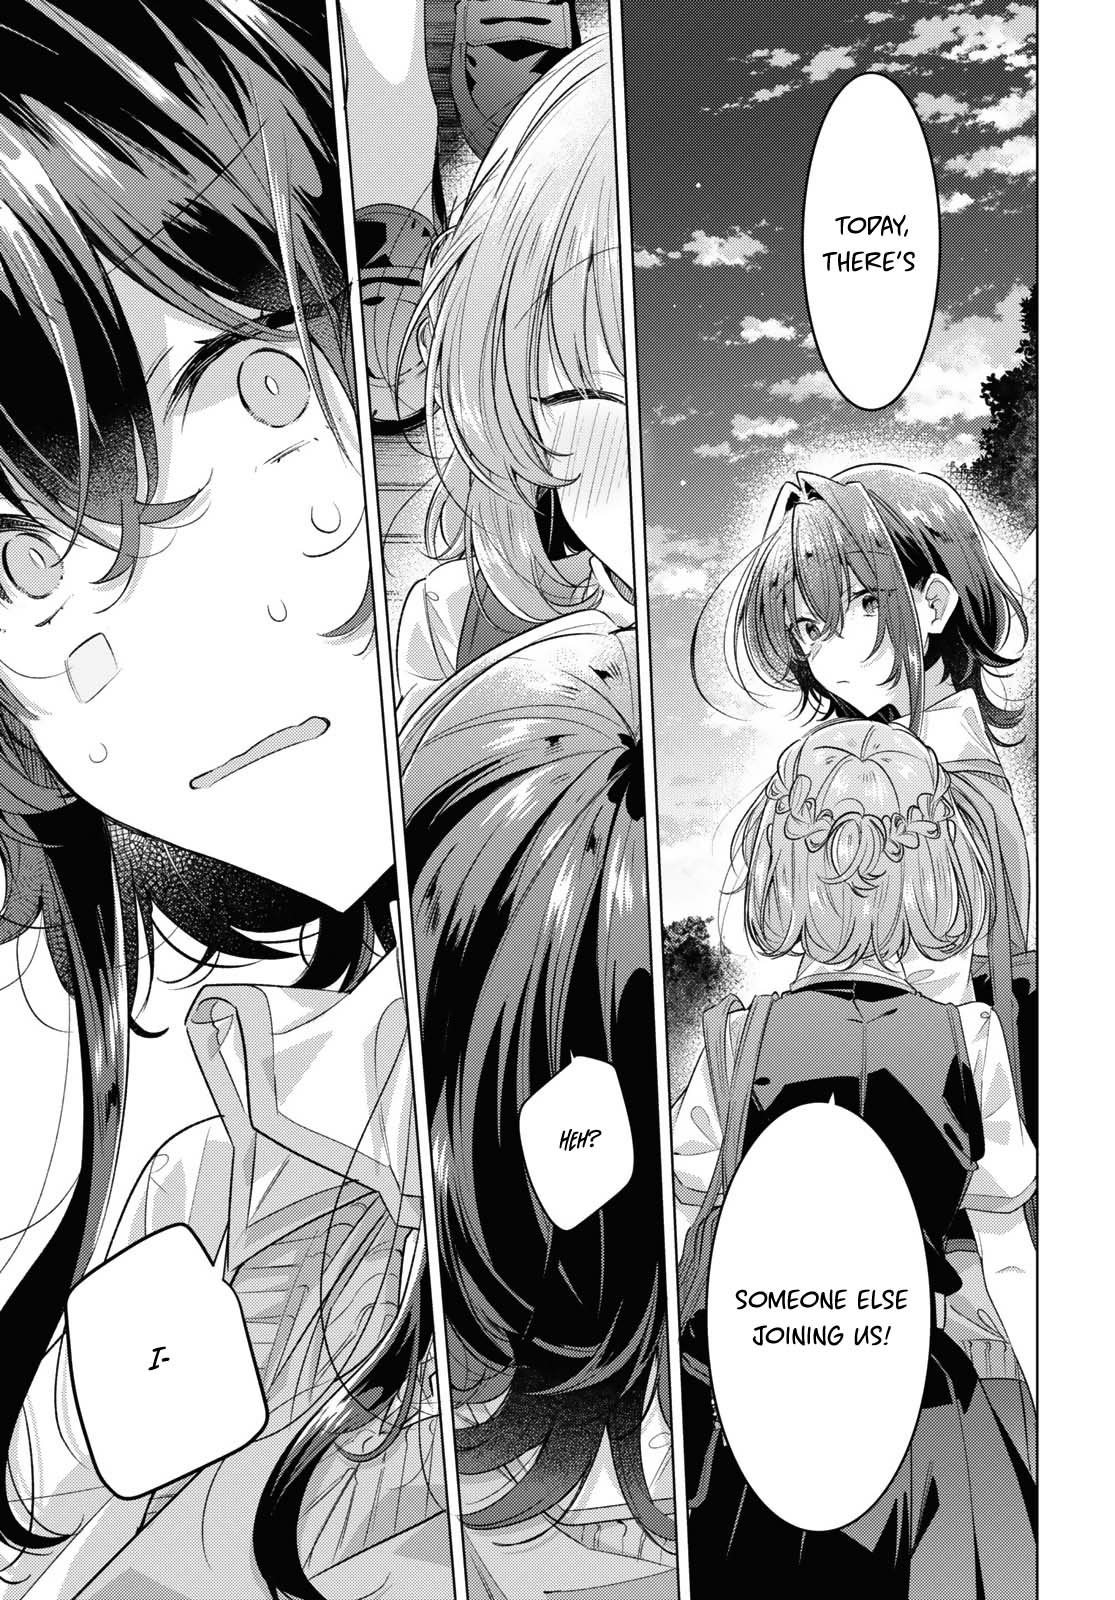 TODAY,
THERE'S
SOMEONE ELSE
JOINING US!
HEH?
I-